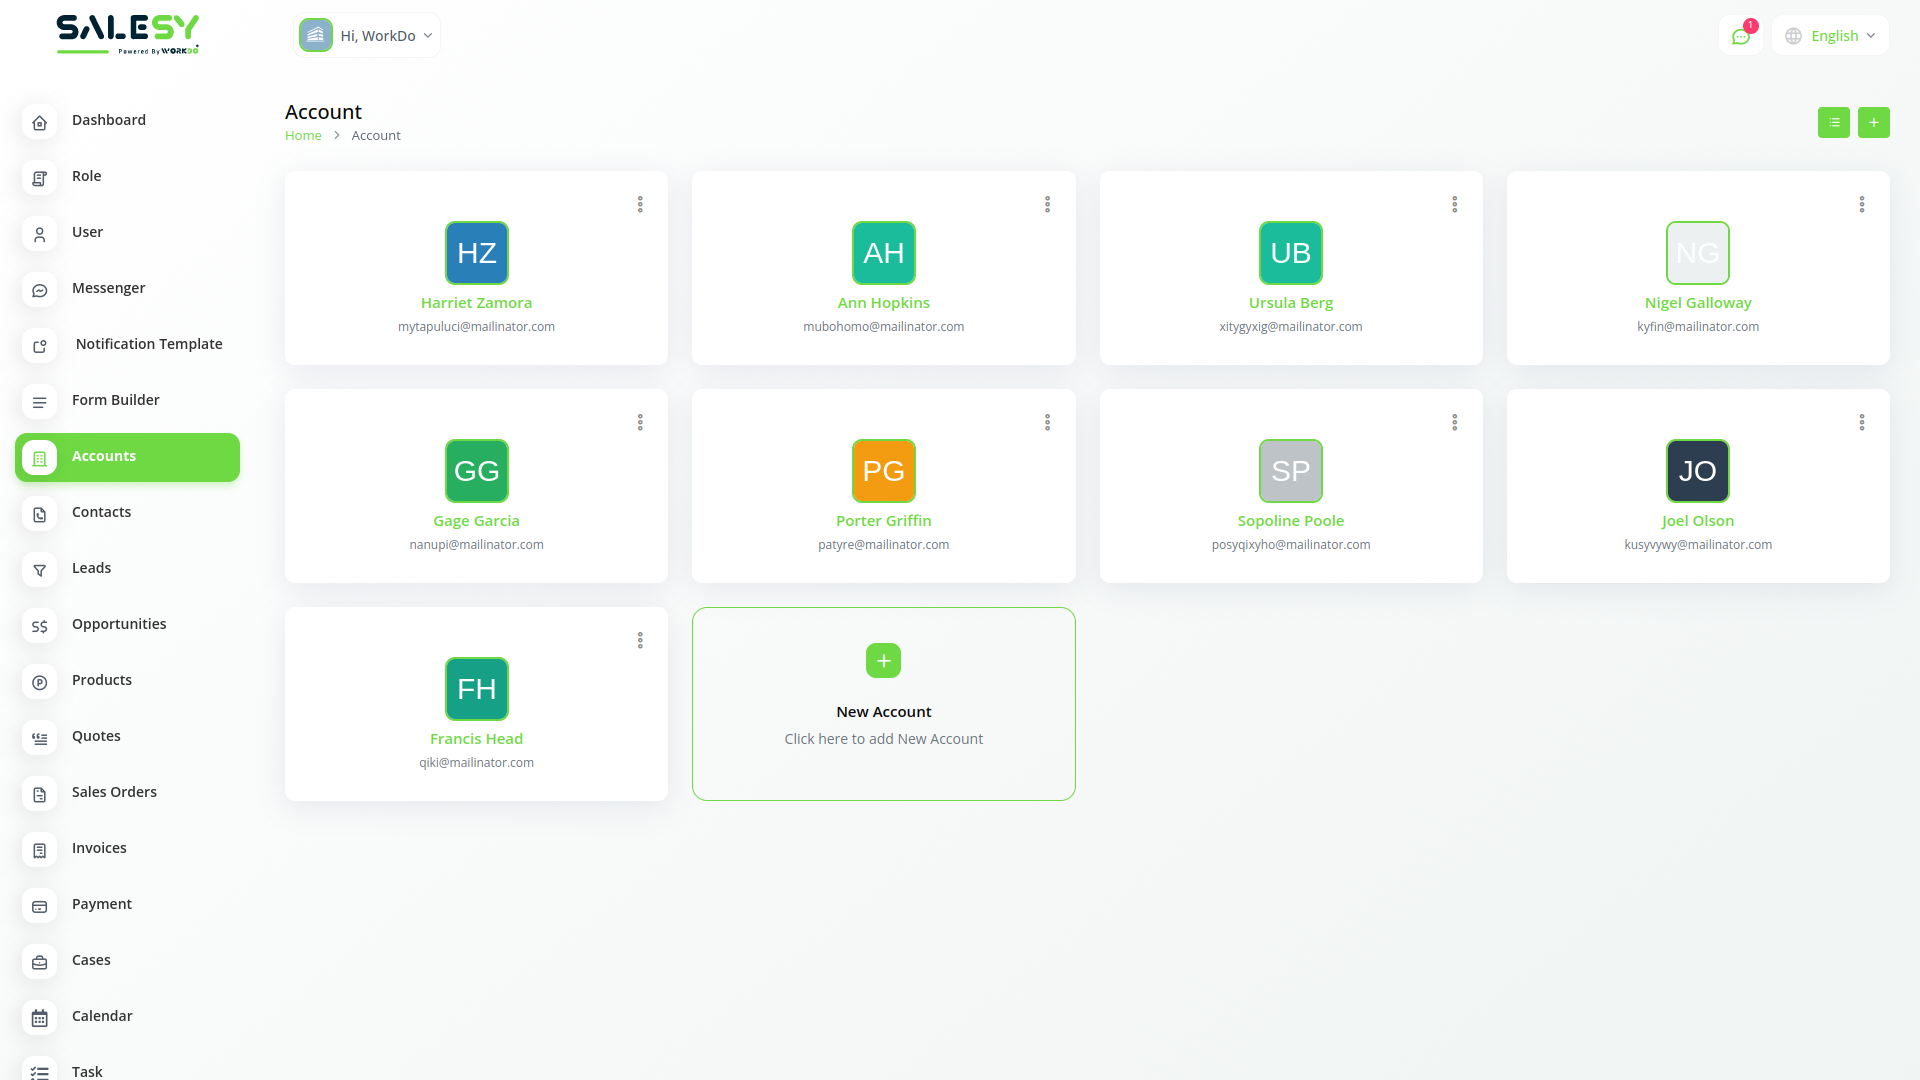 SALESY
Powered By WORKDO
Hi, WorkDo
1
English
Dashboard
Role
User
Messenger
Notification Template
Form Builder
Accounts
Contacts
Leads
Opportunities
Products
Quotes
Sales Orders
Invoices
Payment
Cases
Calendar
Task
Account
Home > Account
HZ
Harriet Zamora
mytapuluci@mailinator.com
AH
Ann Hopkins
mubohomo@mailinator.com
UB
Ursula Berg
xitygyxig@mailinator.com
NG
Nigel Galloway
kyfin@mailinator.com
GG
Gage Garcia
nanupi@mailinator.com
PG
Porter Griffin
patyre@mailinator.com
SP
Sopoline Poole
posyqixyho@mailinator.com
JO
Joel Olson
kusyvywy@mailinator.com
FH
Francis Head
qiki@mailinator.com
New Account
Click here to add New Account